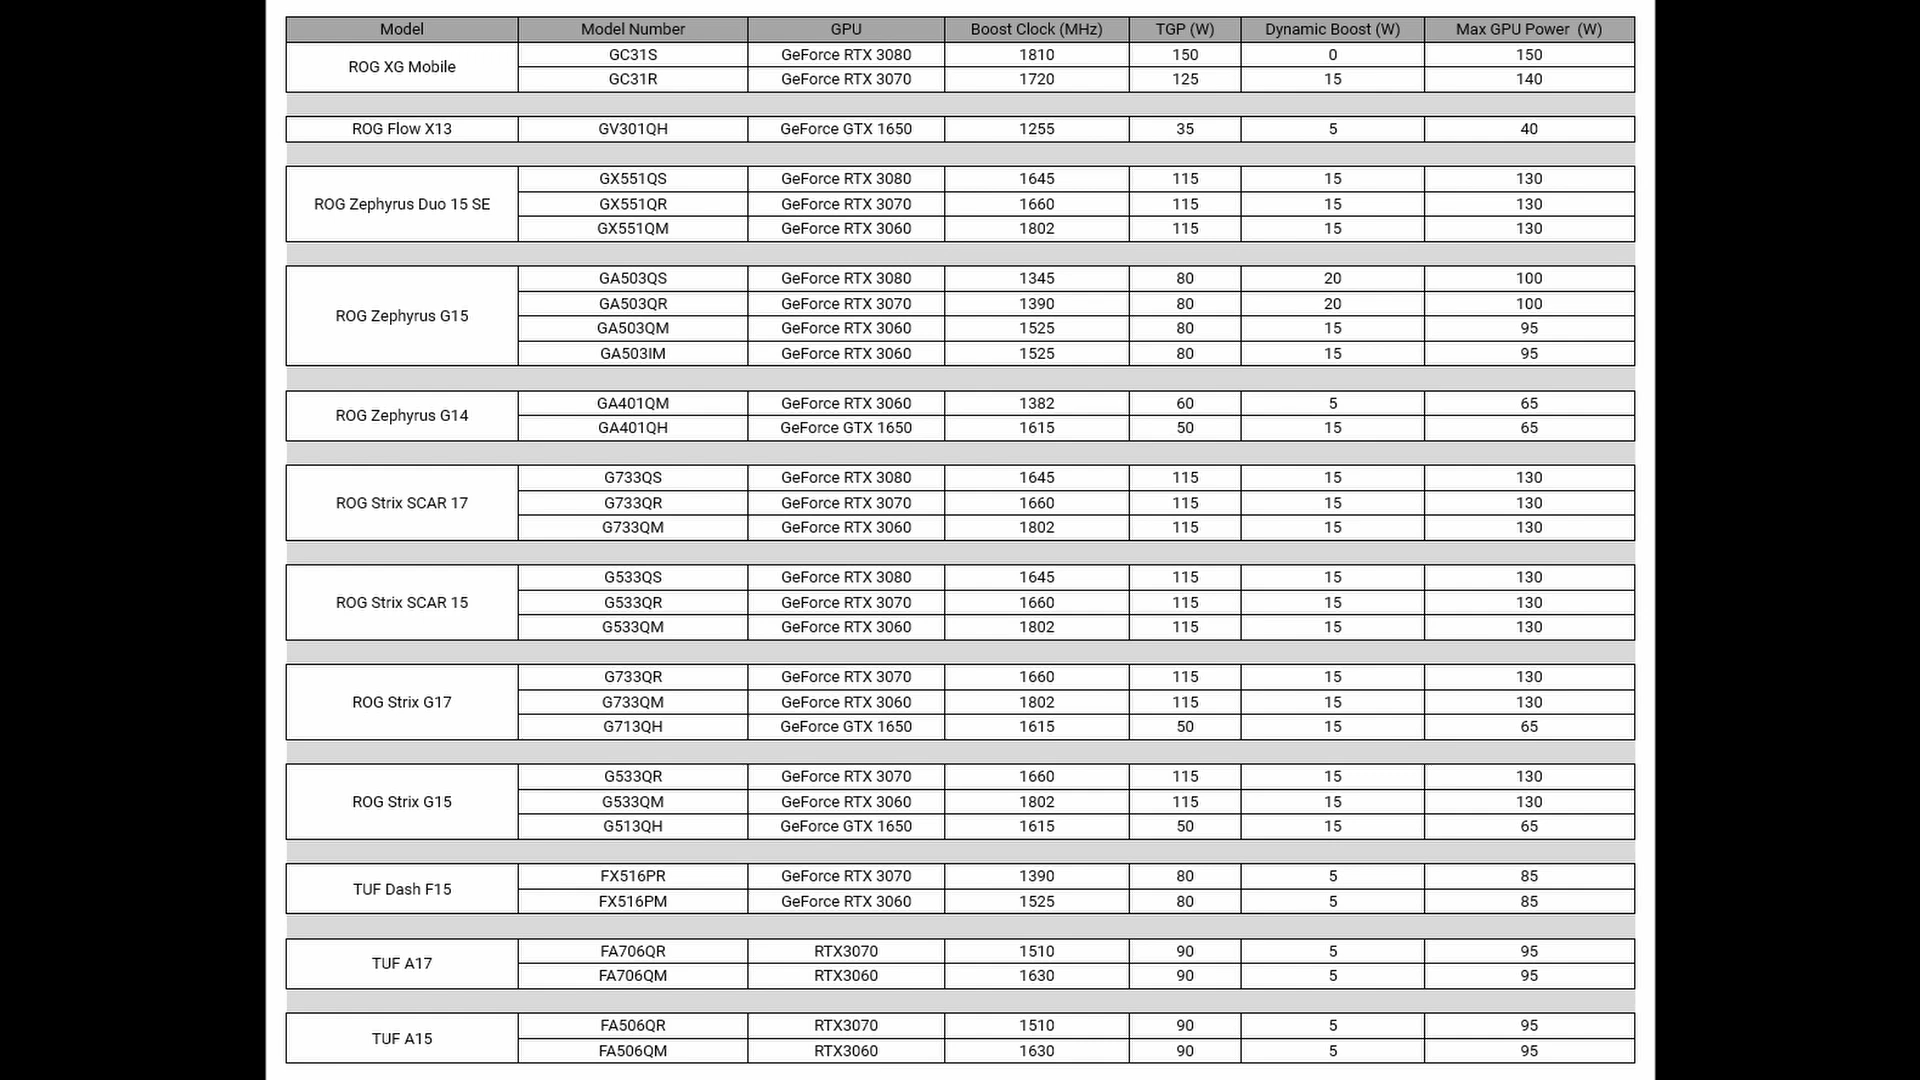 Model Model Number GPU Boost Clock (MHz) TGP (W) Dynamic Boost (W) Max GPU Power (W)
ROG XG Mobile GC31S GeForce RTX 3080 1810 150 0 150
GC31R GeForce RTX 3070 1720 125 15 140
ROG Flow X13 GV301QH GeForce GTX 1650 1255 35 5 40
ROG Zephyrus Duo 15 SE GX551QS GeForce RTX 3080 1645 115 15 130
GX551QR GeForce RTX 3070 1660 115 15 130
GX551QM GeForce RTX 3060 1802 115 15 130
ROG Zephyrus G15 GA503QS GeForce RTX 3080 1345 80 20 100
GA503QR GeForce RTX 3070 1390 80 20 100
GA503QM GeForce RTX 3060 1525 80 15 95
GA503IM GeForce RTX 3060 1525 80 15 95
ROG Zephyrus G14 GA401QM GeForce RTX 3060 1382 60 5 65
GA401QH GeForce GTX 1650 1615 50 15 65
ROG Strix SCAR 17 G733QS GeForce RTX 3080 1645 115 15 130
G733QR GeForce RTX 3070 1660 115 15 130
G733QM GeForce RTX 3060 1802 115 15 130
ROG Strix SCAR 15 G533QS GeForce RTX 3080 1645 115 15 130
G533QR GeForce RTX 3070 1660 115 15 130
G533QM GeForce RTX 3060 1802 115 15 130
ROG Strix G17 G733QR GeForce RTX 3070 1660 115 15 130
G733QM GeForce RTX 3060 1802 115 15 130
G713QH GeForce GTX 1650 1615 50 15 65
ROG Strix G15 G533QR GeForce RTX 3070 1660 115 15 130
G533QM GeForce RTX 3060 1802 115 15 130
G513QH GeForce GTX 1650 1615 50 15 65
TUF Dash F15 FX516PR GeForce RTX 3070 1390 80 5 85
FX516PM GeForce RTX 3060 1525 80 5 85
TUF A17 FA706QR RTX3070 1510 90 5 95
FA706QM RTX3060 1630 90 5 95
TUF A15 FA506QR RTX3070 1510 90 5 95
FA506QM RTX3060 1630 90 5 95